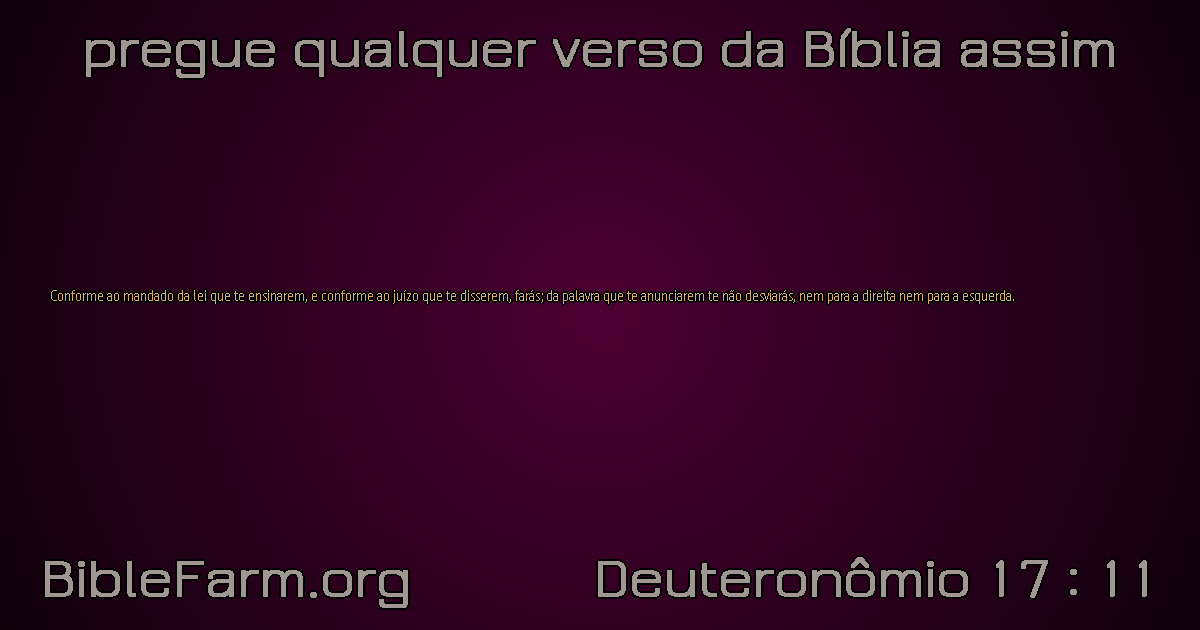 pregue qualquer verso da Bíblia assim
Conforme ao mandado da lei que te ensinarem, e conforme ao juízo que te disserem, farás; da palavra que te anunciarem te não desviarás, nem para a direita nem para a esquerda.
BibleFarm.org
Deuteronômio 17 : 11